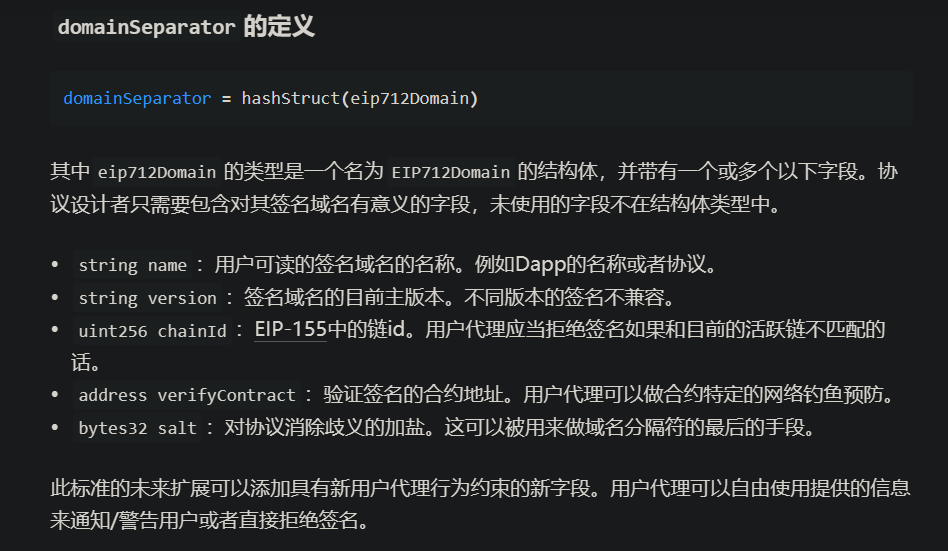 domainSeparator 的定义
domainSeparator = hashStruct(eip712Domain)
其中 eip712Domain 的类型是一个名为 EIP712Domain 的结构体，并带有一个或多个以下字段。协
议设计者只需要包含对其签名域名有意义的字段，未使用的字段不在结构体类型中。
• string name ：用户可读的签名域名的名称。例如Dapp的名称或者协议。
• string version ：签名域名的目前主版本。不同版本的签名不兼容。
• uint256 chainId ：EIP-155中的链id。用户代理应当拒绝签名如果和目前的活跃链不匹配的
话。
• address verifyContract ：验证签名的合约地址。用户代理可以做合约特定的网络钓鱼预防。
• bytes32 salt ：对协议消除歧义的加盐。这可以被用来做域名分隔符的最后的手段。
此标准的未来扩展可以添加具有新用户代理行为约束的新字段。用户代理可以自由使用提供的信息
来通知/警告用户或者直接拒绝签名。